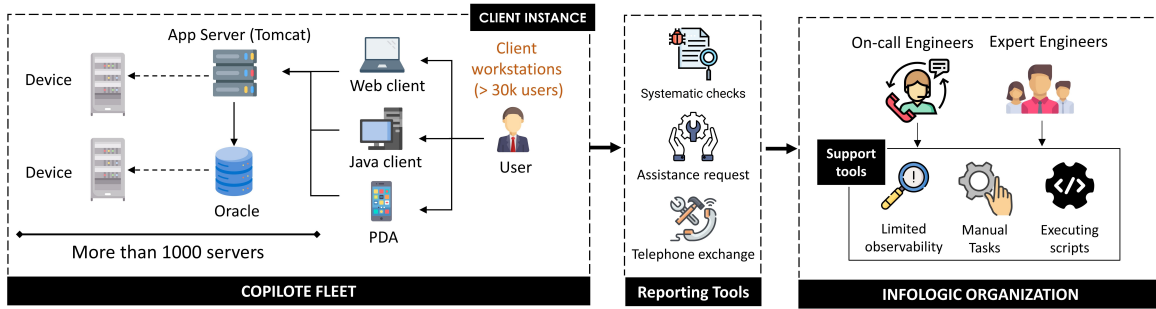 CLIENT INSTANCE
App Server (Tomcat)
Device
Device
Oracle
More than 1000 servers
Web client
Java client
PDA
Client
workstations
(> 30k users)
User
COPILOTE FLEET
Systematic checks
Assistance request
Telephone exchange
Reporting Tools
On-call Engineers
Expert Engineers
Support
tools
Limited
observability
Manual
Tasks
Executing
scripts
INFOLOGIC ORGANIZATION